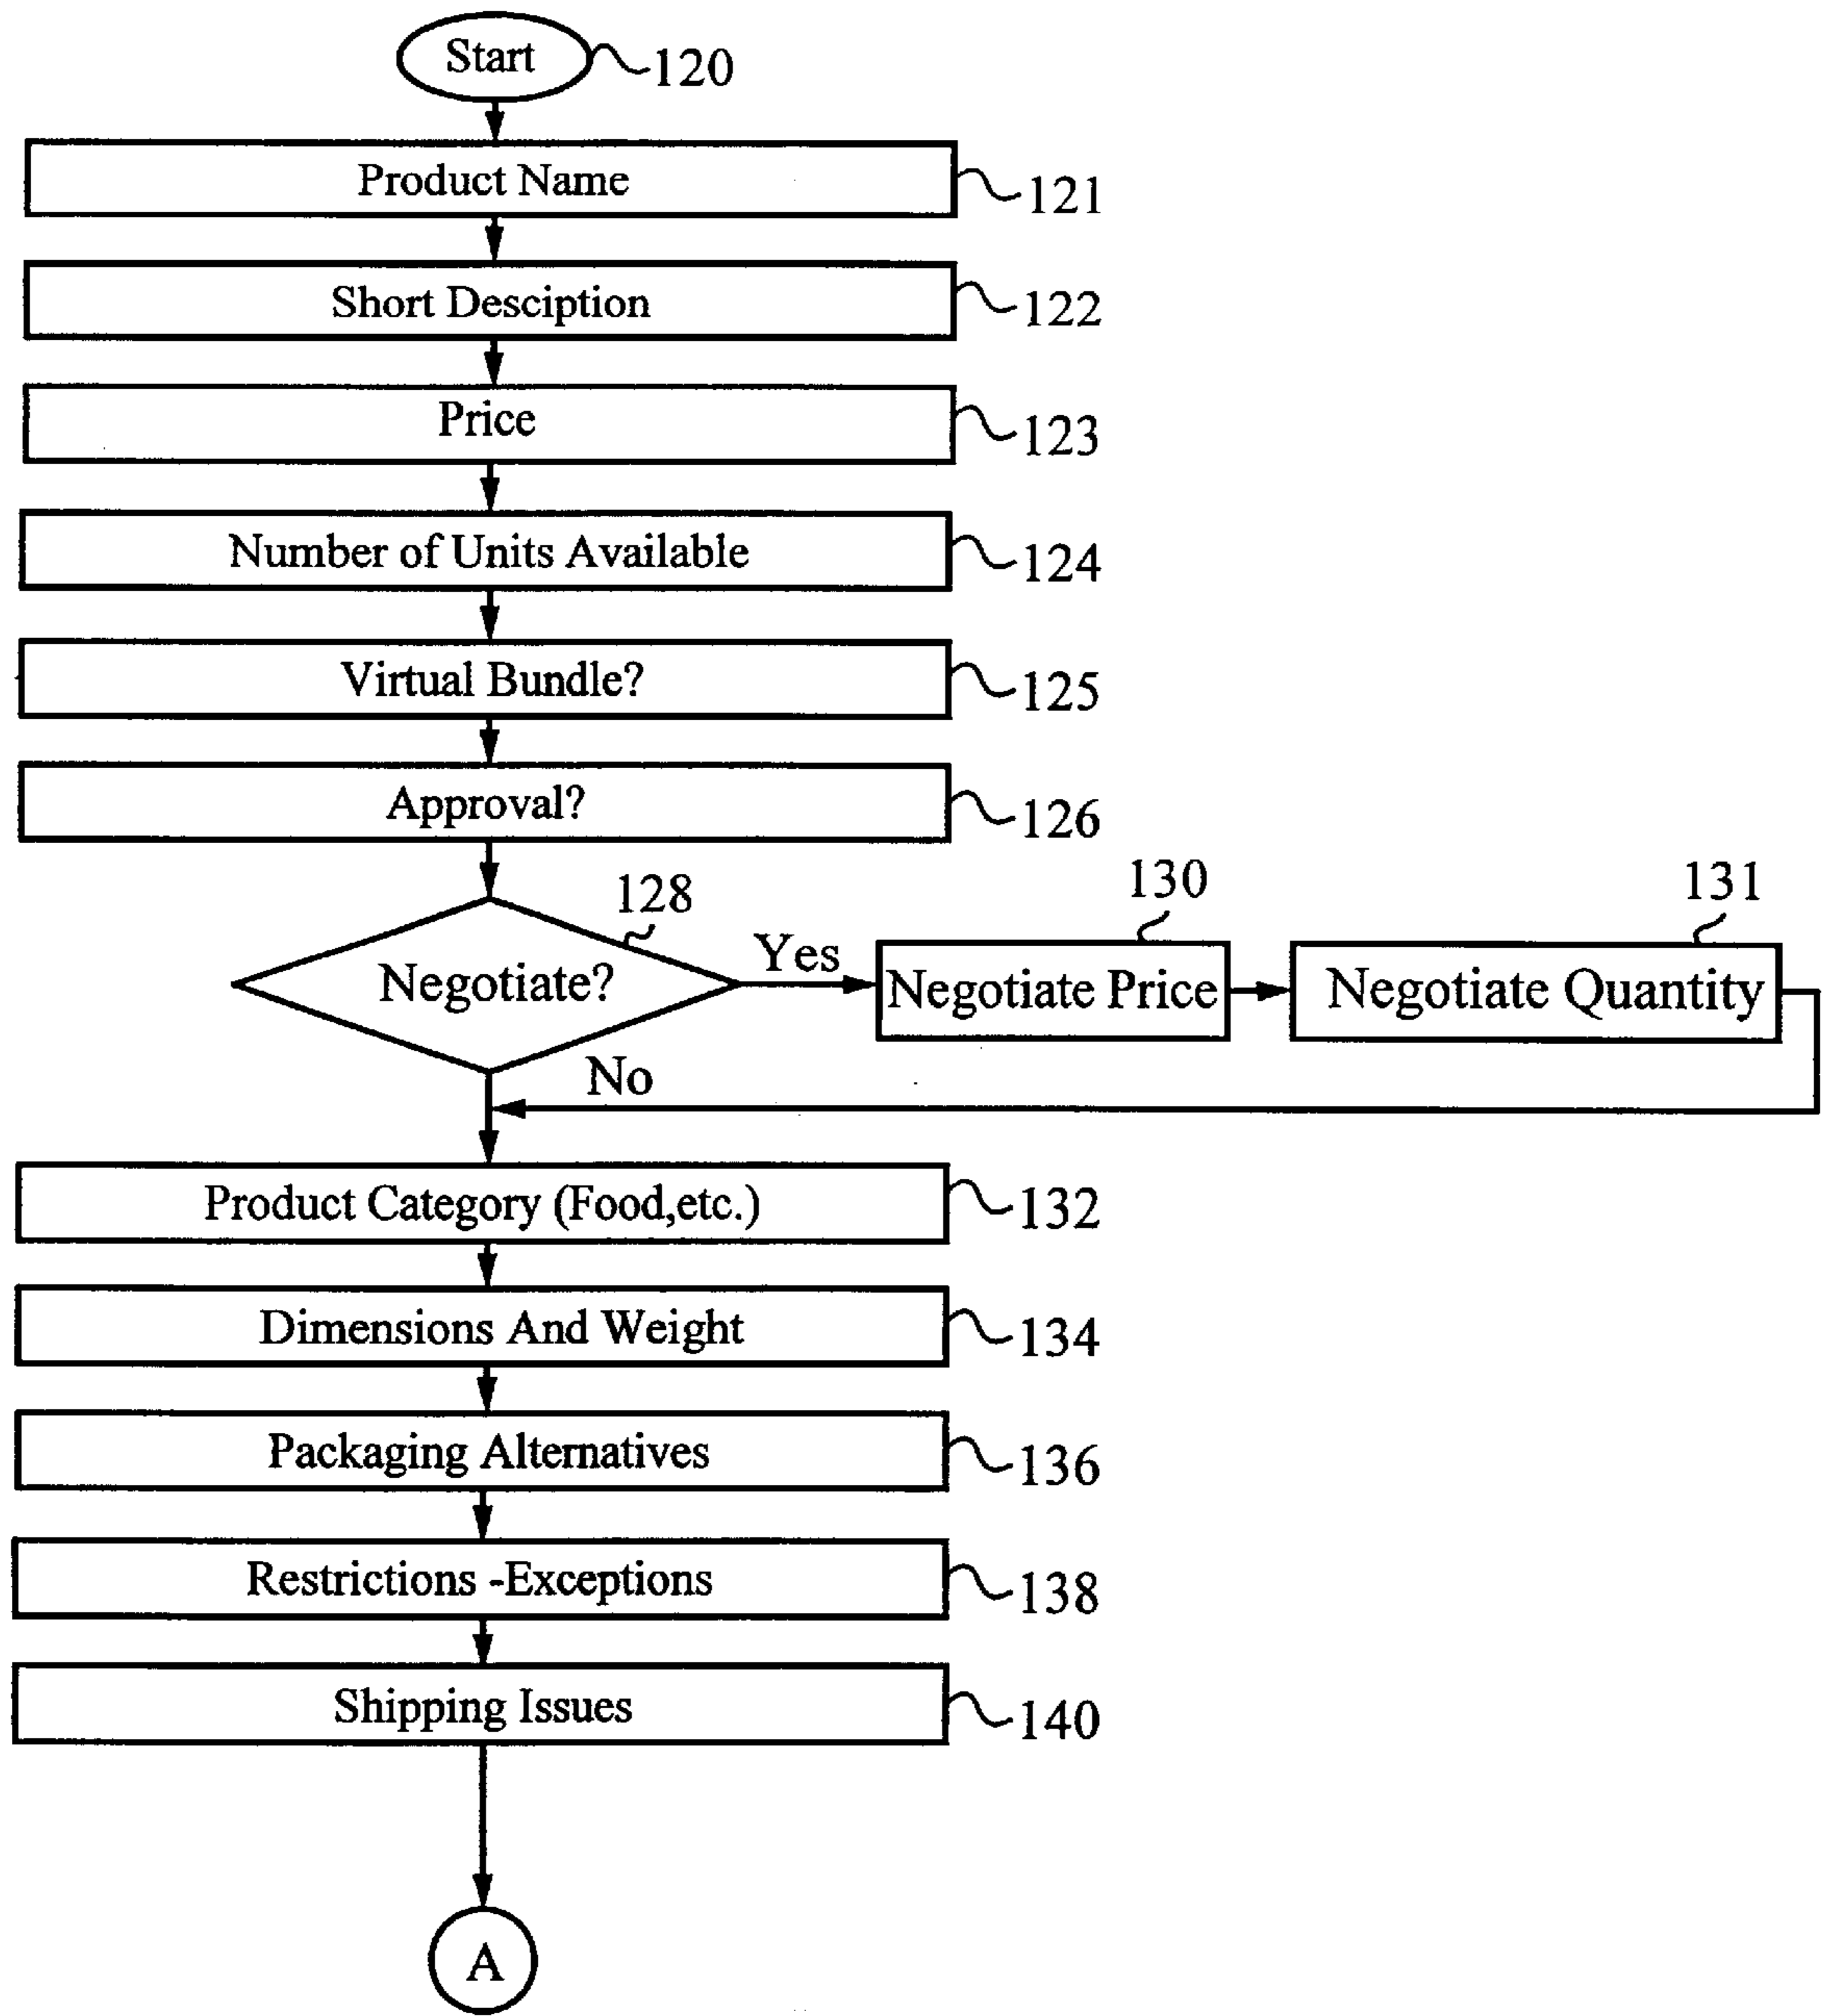 Start
120
Product Name
121
Short Desciption
122
Price
123
Number of Units Available
124
Virtual Bundle?
125
Approval?
126
128
130
131
Negotiate?
Yes
Negotiate Price
Negotiate Quantity
No
Product Category (Food,etc.)
132
Dimensions And Weight
134
Packaging Alternatives
136
Restrictions -Exceptions
138
Shipping Issues
140
A